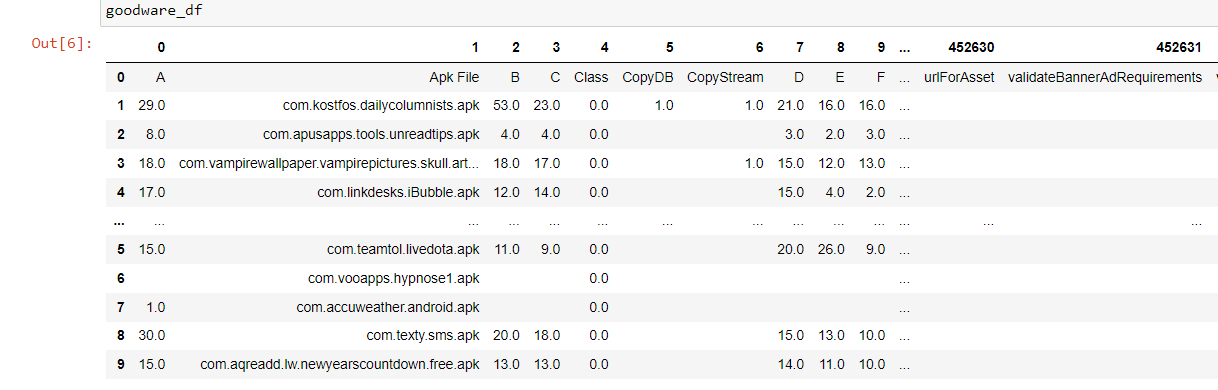 goodware_df
Out[6]:
0 1 2 3 4 5 6 7 8 9 ... 452630 452631
0 A Apk File B C Class CopyDB CopyStream D E F ... urlForAsset validateBannerAdRequirements
1 29.0 com.kostfos.dailycolumnists.apk 53.0 23.0 0.0 1.0 1.0 21.0 16.0 16.0 ...
2 8.0 com.apusapps.tools.unreadtips.apk 4.0 4.0 0.0 3.0 2.0 3.0 ...
3 18.0 com.vampirewallpaper.vampirepictures.skull.art... 18.0 17.0 0.0 1.0 15.0 12.0 13.0 ...
4 17.0 com.linkdesks.iBubble.apk 12.0 14.0 0.0 15.0 4.0 2.0 ...
... ... ... ... ... ... ... ... ... ... ... ... ... ...
5 15.0 com.teamtol.livedota.apk 11.0 9.0 0.0 20.0 26.0 9.0 ...
6 com.vooapps.hypnose1.apk 0.0 ...
7 1.0 com.accuweather.android.apk 0.0 ...
8 30.0 com.texty.sms.apk 20.0 18.0 0.0 15.0 13.0 10.0 ...
9 15.0 com.aqreadd.lw.newyearscountdown.free.apk 13.0 13.0 0.0 14.0 11.0 10.0 ...